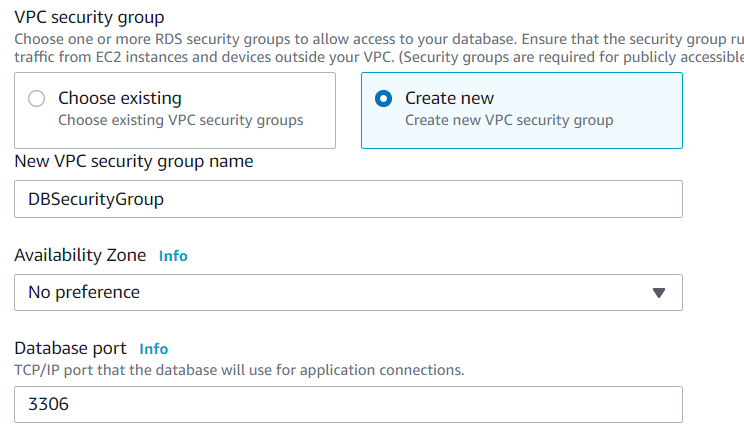 VPC security group
Choose one or more RDS security groups to allow access to your database. Ensure that the security group
traffic from EC2 instances and devices outside your VPC. (Security groups are required for publicly accessible
Choose existing
Choose existing VPC security groups
Create new
Create new VPC security group
New VPC security group name
DBSecurityGroup
Availability Zone Info
No preference
Database port Info
TCP/IP port that the database will use for application connections.
3306